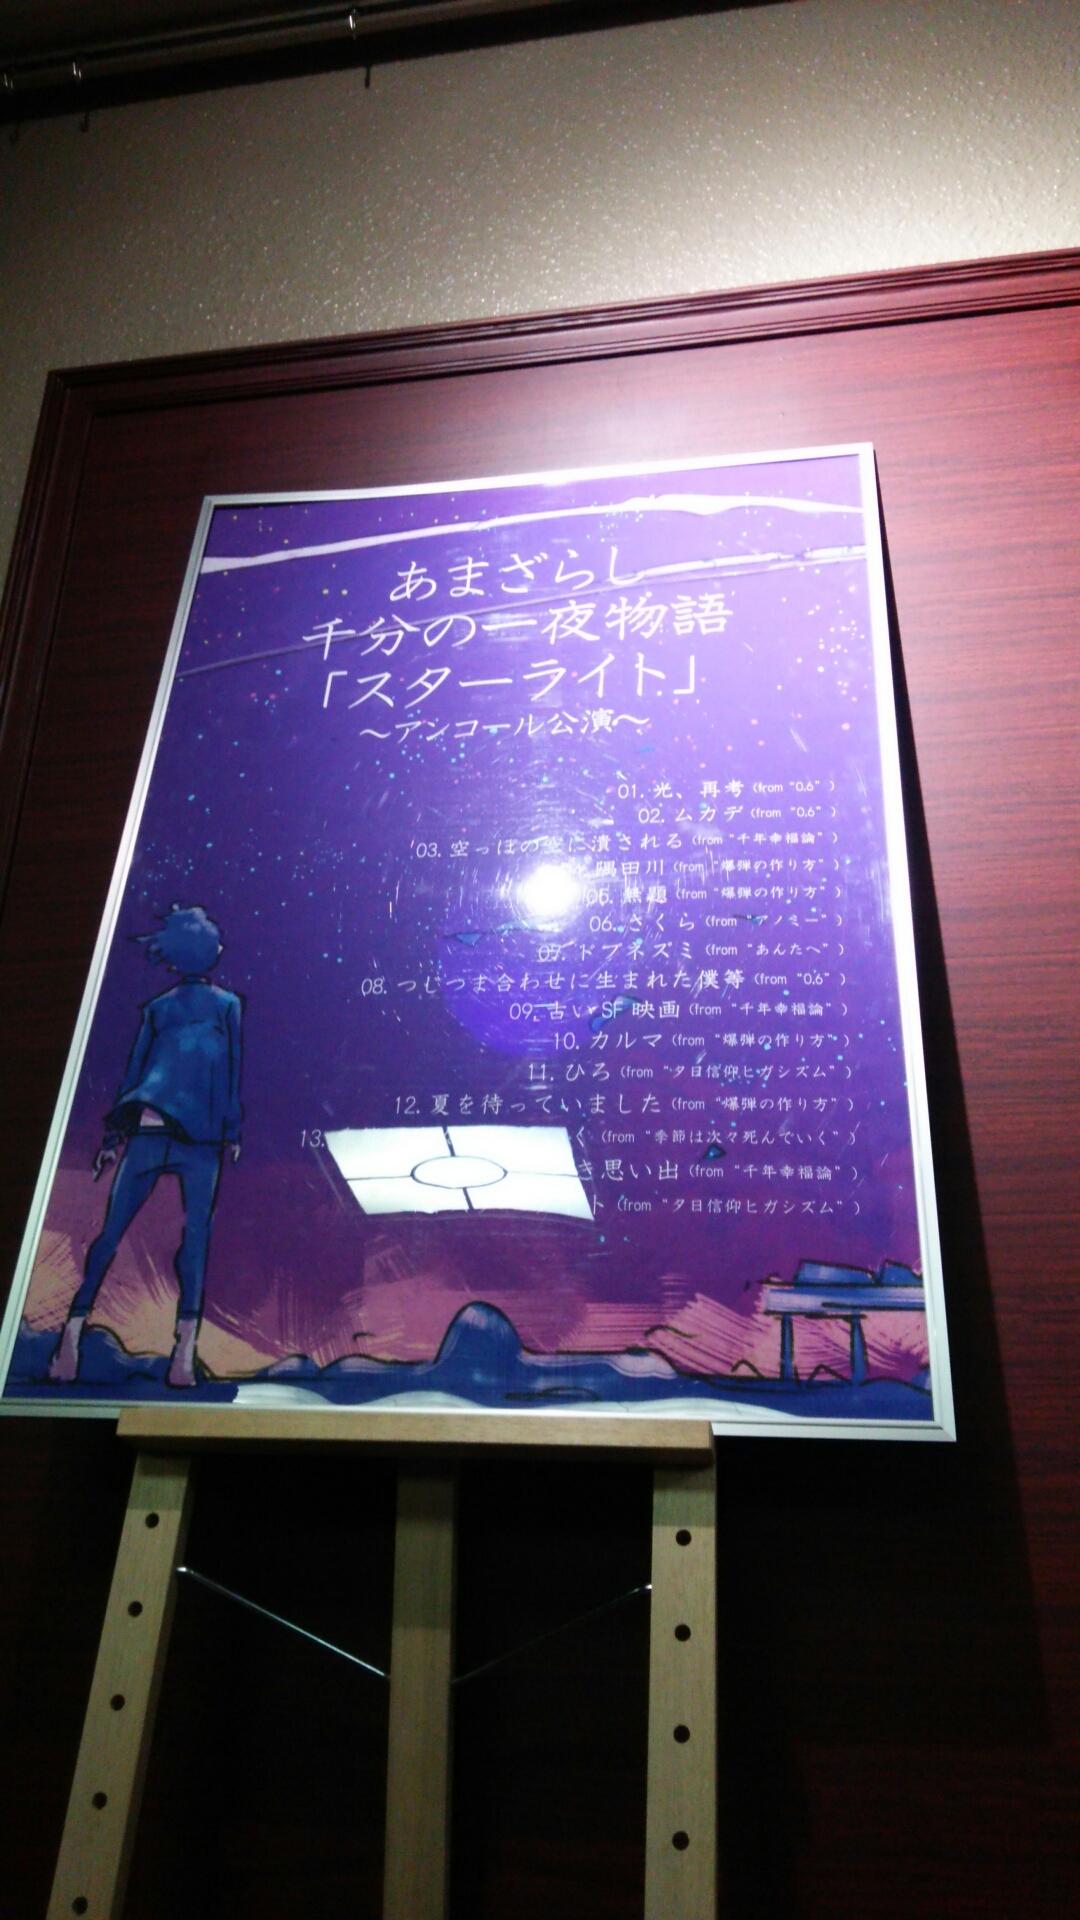 あまざらし
千分の一夜物語
「スターライト」
～アンコール公演～
01. 光、再考 (from "0.6" )
02. ムカデ (from "0.6" )
03. 空っぽの空に潰される (from "千年幸福論" )
隅田川 (from "爆弾の作り方" )
05. 無題 (from "爆弾の作り方" )
06. さくら (from "アノミー" )
07. ドブネズミ (from "あんたへ" )
08. つじつま合わせに生まれた僕等 (from "0.6" )
09. 古いSF 映画 (from "千年幸福論" )
10. カルマ (from "爆弾の作り方" )
11. ひろ (from "夕日信仰ヒガシズム" )
12. 夏を待っていました (from "爆弾の作り方" )
13. く (from "季節は次々死んでいく" )
き思い出 (from "千年幸福論" )
ト (from "夕日信仰ヒガシズム" )